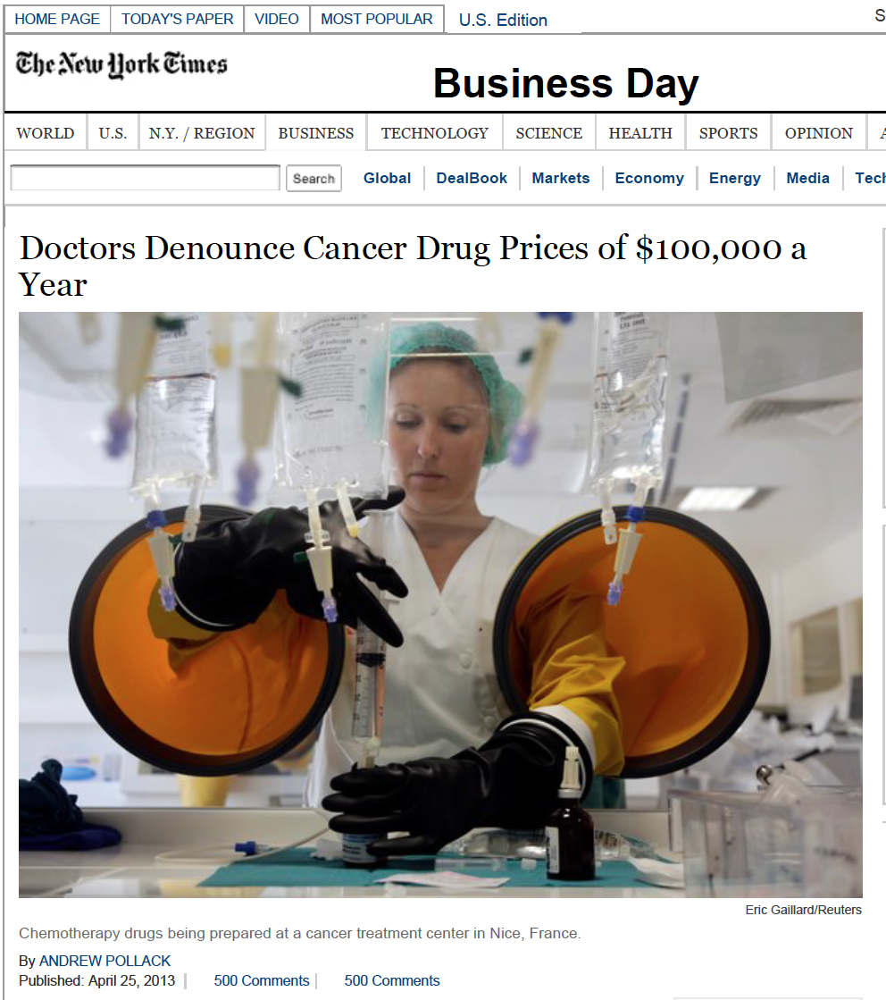 HOME PAGE TODAY'S PAPER VIDEO MOST POPULAR U.S. Edition
The New York Times
Business Day
WORLD U.S. N.Y. / REGION BUSINESS TECHNOLOGY SCIENCE HEALTH SPORTS OPINION
Search Global DealBook Markets Economy Energy Media Tech
Doctors Denounce Cancer Drug Prices of $100,000 a
Year
Eric Gaillard/Reuters
Chemotherapy drugs being prepared at a cancer treatment center in Nice, France.
By ANDREW POLLACK
Published: April 25, 2013 500 Comments 500 Comments